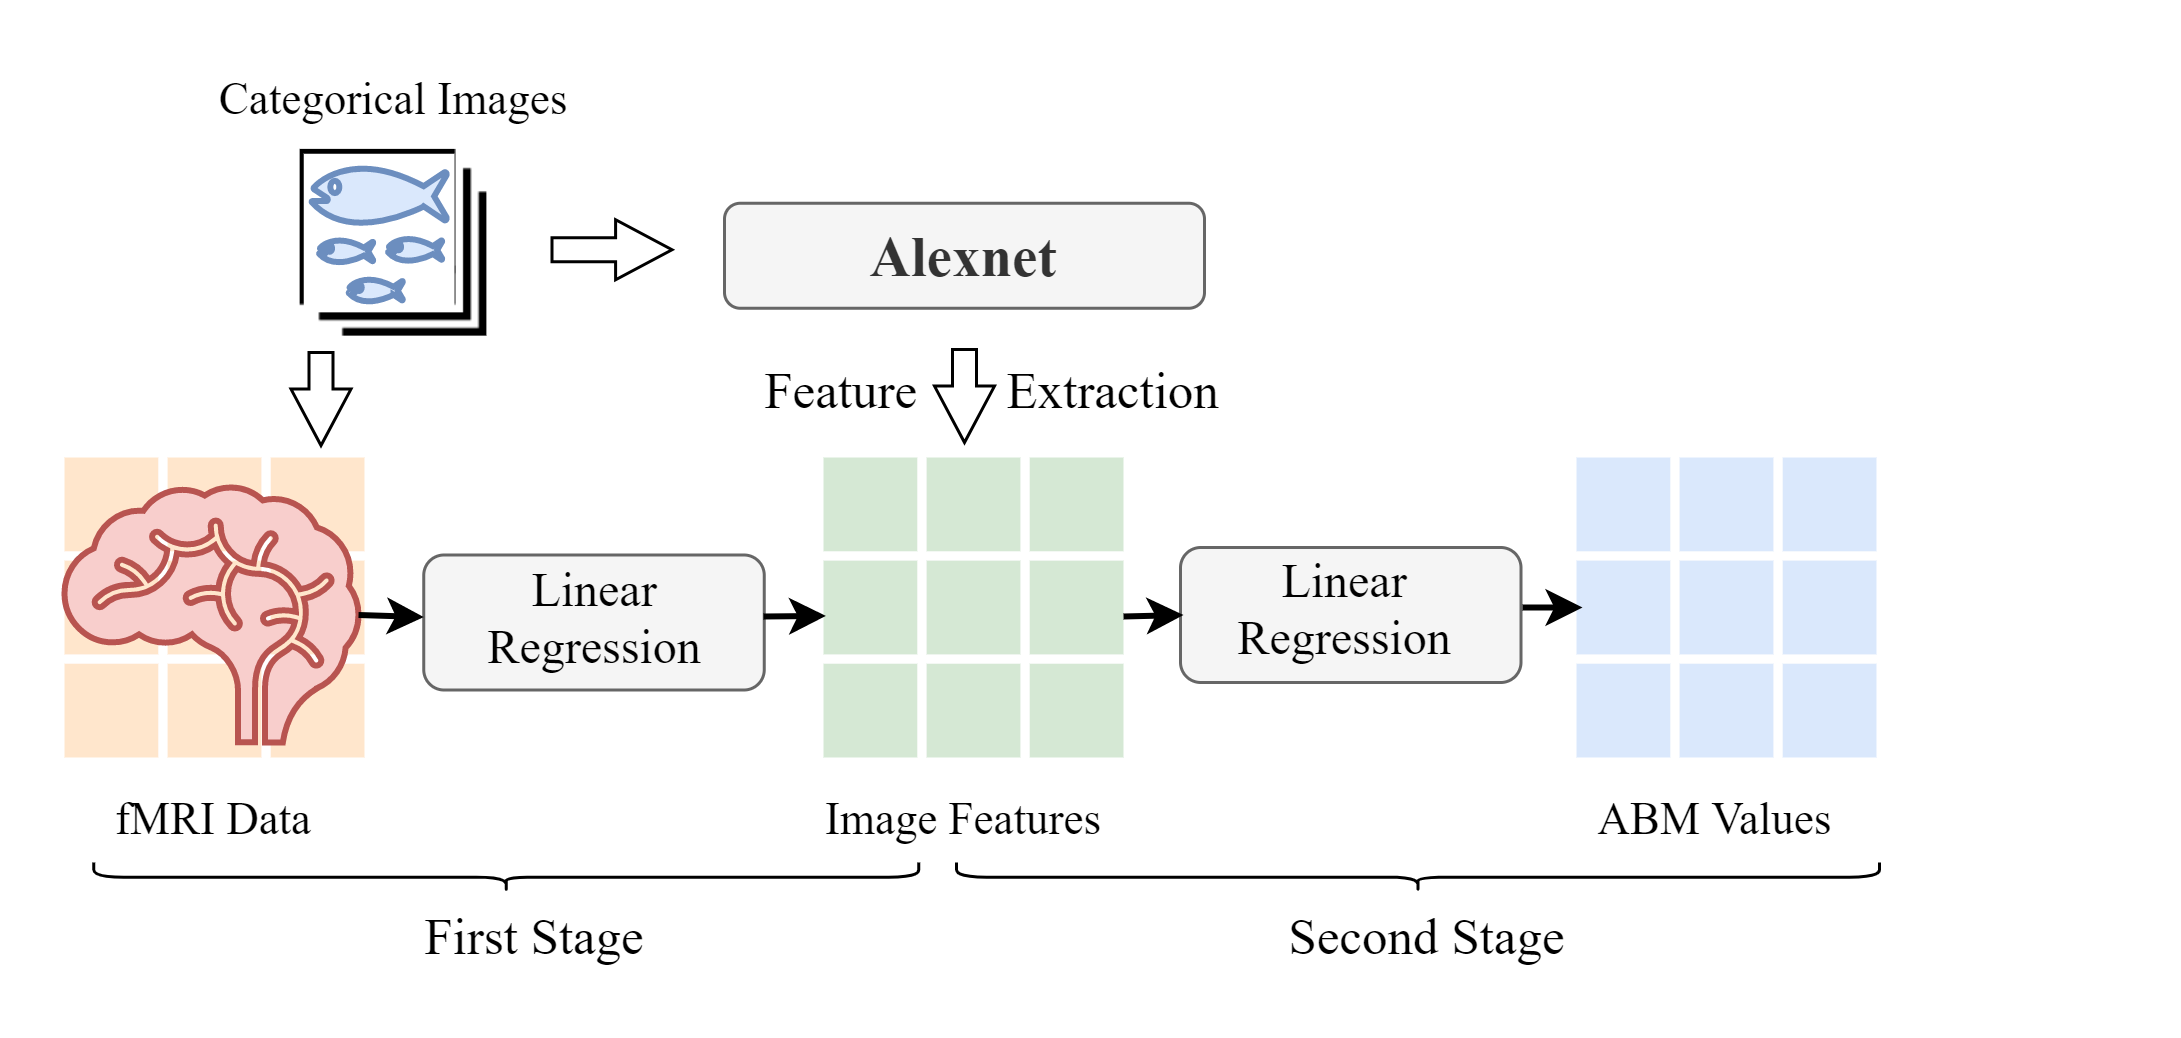 Categorical Images
Alexnet
Feature Extraction
Linear
Regression
Linear
Regression
fMRI Data
Image Features
ABM Values
First Stage
Second Stage